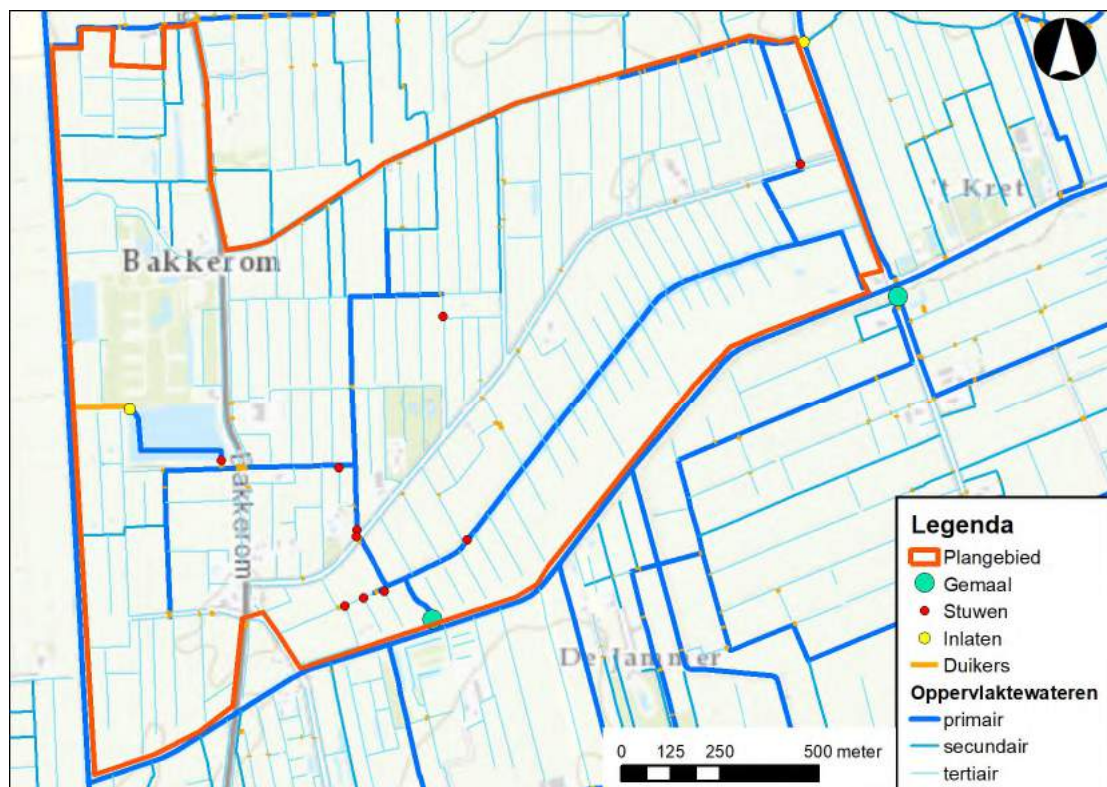 't Kret
Bakkerom
Bakkerom
De Hammer
0 125 250 500 meter
Legenda
Plangebied
Gemaal
Stuwen
Inlaten
Duikers
Oppervlaktewateren
primair
secundair
tertiair